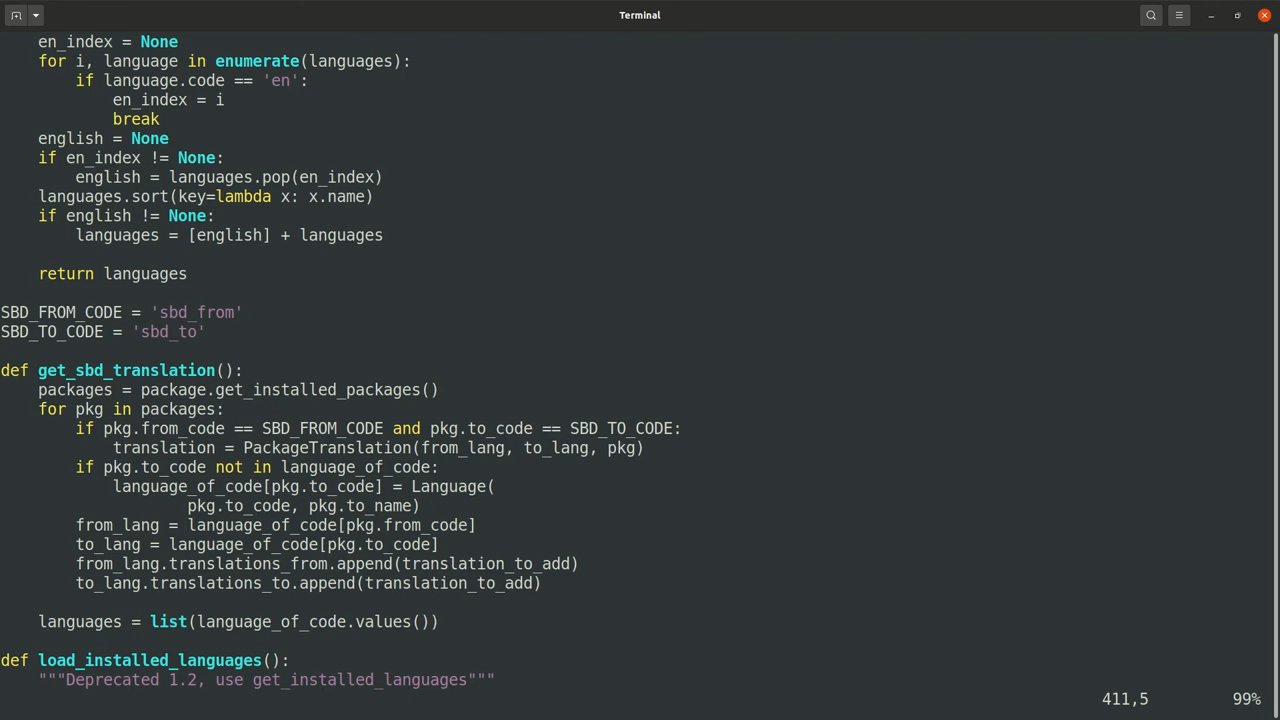 Terminal
en_index = None
for i, language in enumerate(languages):
if language.code == 'en':
en_index = i
break
english = None
if en_index != None:
english = languages.pop(en_index)
languages.sort(key=lambda x: x.name)
if english != None:
languages = [english] + languages
return languages
SBD_FROM_CODE = 'sbd_from'
SBD_TO_CODE = 'sbd_to'
def get_sbd_translation():
packages = package.get_installed_packages()
for pkg in packages:
if pkg.from_code == SBD_FROM_CODE and pkg.to_code == SBD_TO_CODE:
translation = PackageTranslation(from_lang, to_lang, pkg)
if pkg.to_code not in language_of_code:
language_of_code[pkg.to_code] = Language(
pkg.to_code, pkg.to_name)
from_lang = language_of_code[pkg.from_code]
to_lang = language_of_code[pkg.to_code]
from_lang.translations_from.append(translation_to_add)
to_lang.translations_to.append(translation_to_add)
languages = list(language_of_code.values())
def load_installed_languages():
"""Deprecated 1.2, use get_installed_languages"""
411,5 99%